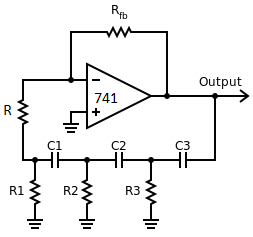 Rfb
−
741
+
Output
R
C1 C2 C3
R1 R2 R3